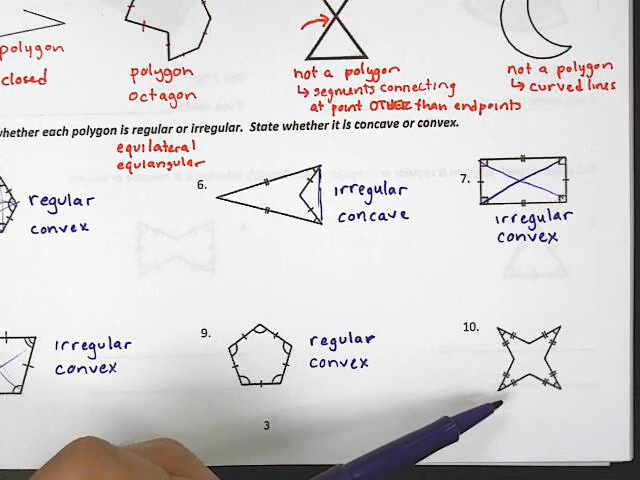 polygon
closed
polygon
octagon
not a polygon
↳ segments connecting
at point OTHER than endpoints
not a polygon
↳ curved lines
whether each polygon is regular or irregular. State whether it is concave or convex.
equilateral
equiangular
regular
convex
6.
irregular
concave
7.
irregular
convex
irregular
convex
9.
regular
convex
10.
3